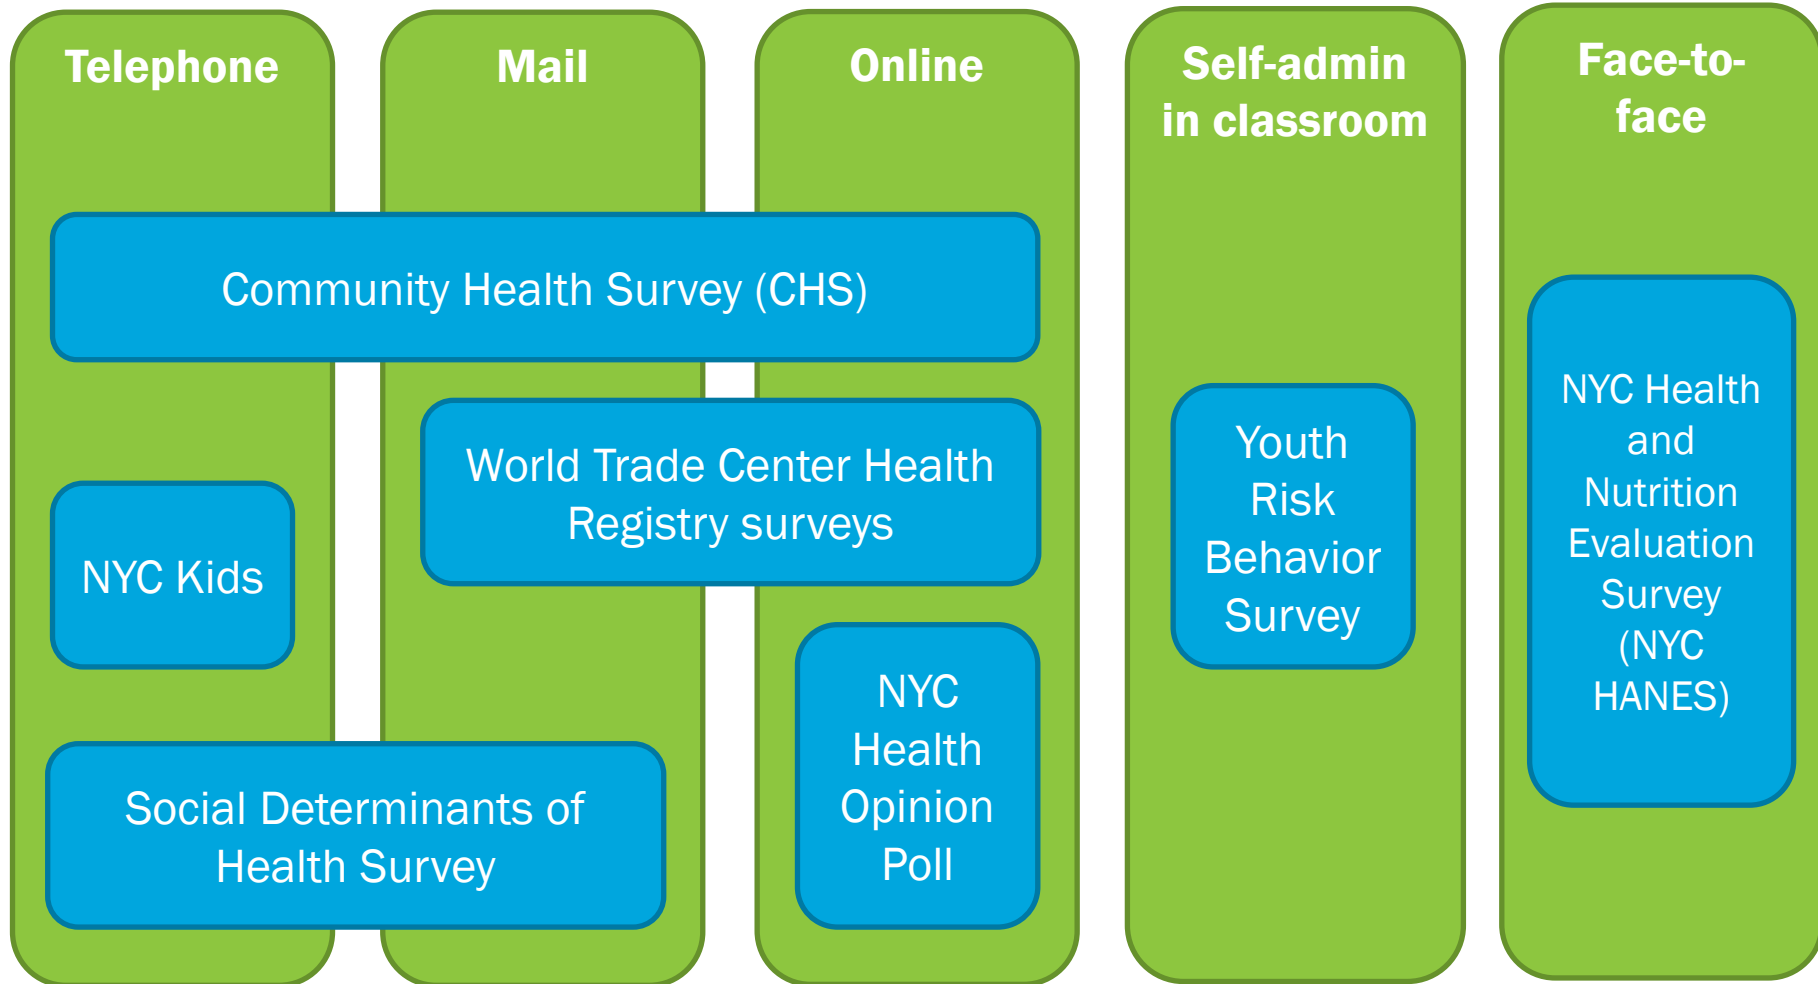 Telephone
Mail
Online
Self-admin
in classroom
Face-to-
face
Community Health Survey (CHS)
World Trade Center Health
Registry surveys
NYC Kids
Social Determinants of
Health Survey
NYC
Health
Opinion
Poll
Youth
Risk
Behavior
Survey
NYC Health
and
Nutrition
Evaluation
Survey
(NYC
HANES)